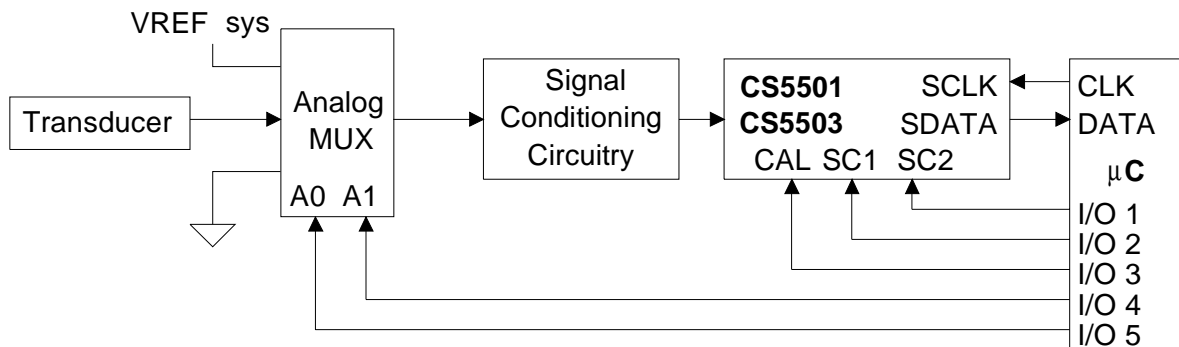 VREF sys
Transducer
Analog
MUX
A0 A1
Signal
Conditioning
Circuitry
CS5501
CS5503
SCLK
SDATA
CAL SC1 SC2
CLK
DATA
µC
I/O 1
I/O 2
I/O 3
I/O 4
I/O 5